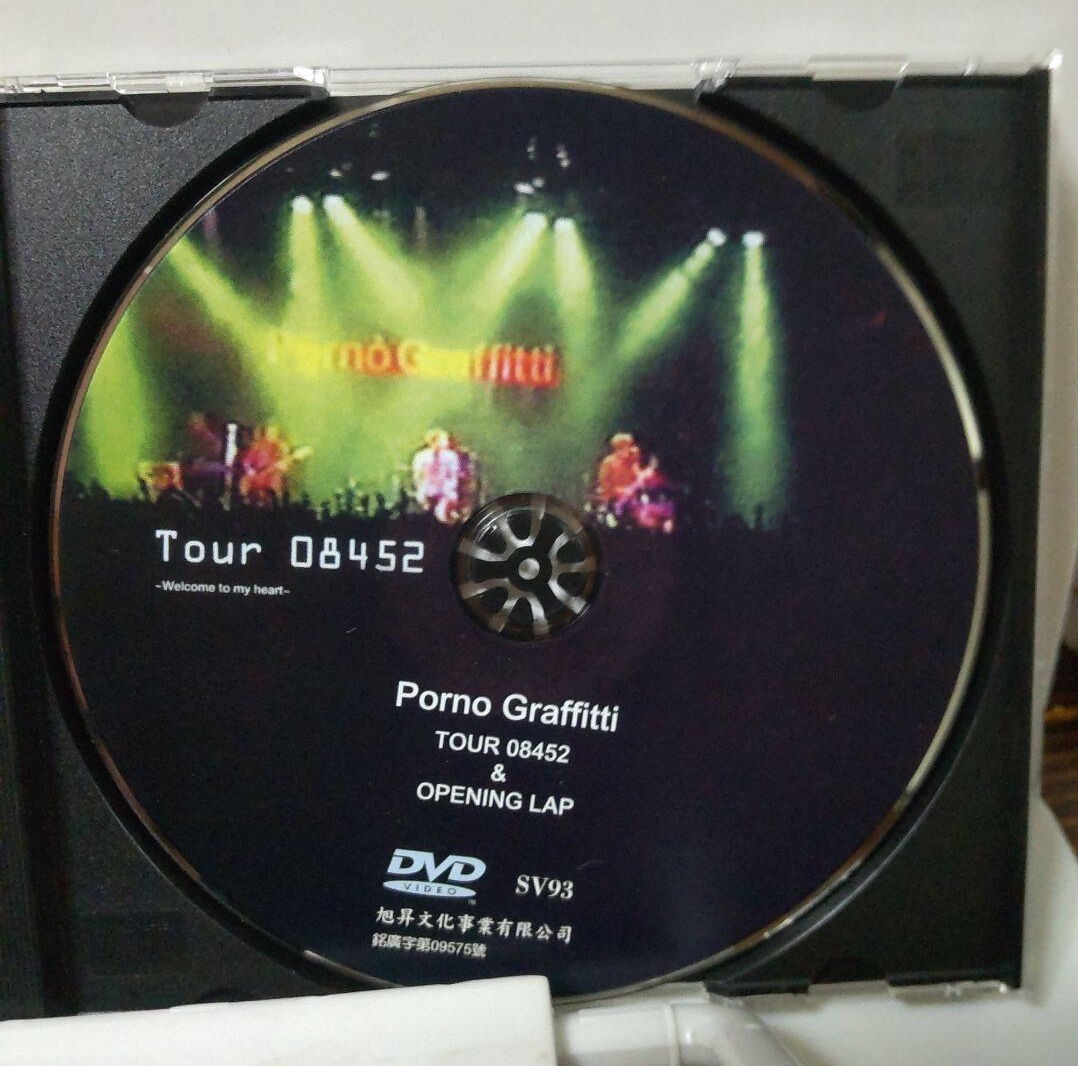 Porno Graffitti
Tour 08452
~Welcome to my heart~
Porno Graffitti
TOUR 08452
&
OPENING LAP
DVD
VIDEO
TM
SV93
旭昇文化事業有限公司
銘廣字第09575號